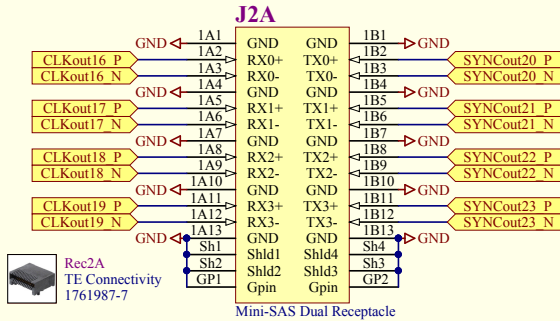 J2A
GND 1A1 GND GND 1B1 GND
CLKout16_P 1A2 RX0+ TX0+ 1B2 SYNCout20_P
CLKout16_N 1A3 RX0- TX0- 1B3 SYNCout20_N
GND 1A4 GND GND 1B4 GND
CLKout17_P 1A5 RX1+ TX1+ 1B5 SYNCout21_P
CLKout17_N 1A6 RX1- TX1- 1B6 SYNCout21_N
GND 1A7 GND GND 1B7 GND
CLKout18_P 1A8 RX2+ TX2+ 1B8 SYNCout22_P
CLKout18_N 1A9 RX2- TX2- 1B9 SYNCout22_N
GND 1A10 GND GND 1B10 GND
CLKout19_P 1A11 RX3+ TX3+ 1B11 SYNCout23_P
CLKout19_N 1A12 RX3- TX3- 1B12 SYNCout23_N
GND 1A13 GND GND 1B13 GND
Sh1 Shld1 Shld4 Sh4
Sh2 Shld2 Shld3 Sh3
GP1 Gpin Gpin GP2
Rec2A
TE Connectivity
1761987-7
Mini-SAS Dual Receptacle